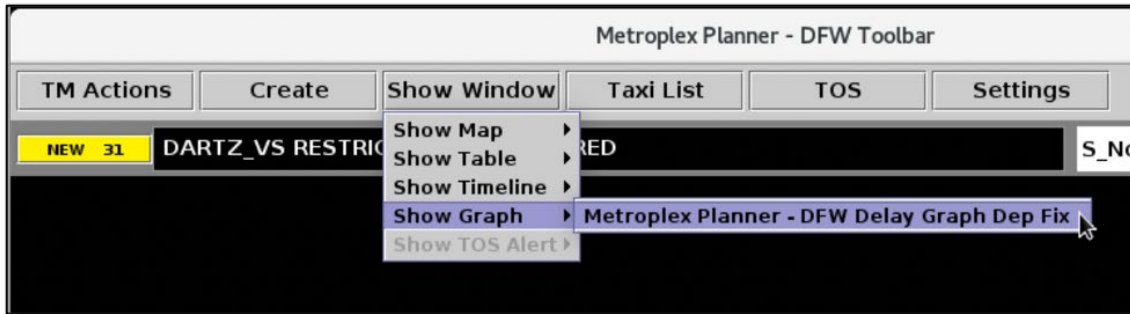 Metroplex Planner - DFW Toolbar
TM Actions Create Show Window Taxi List TOS Settings
NEW 31 DARTZ_VS RESTRIC RED S_No
Show Map
Show Table
Show Timeline
Show Graph Metroplex Planner - DFW Delay Graph Dep Fix
Show TOS Alert